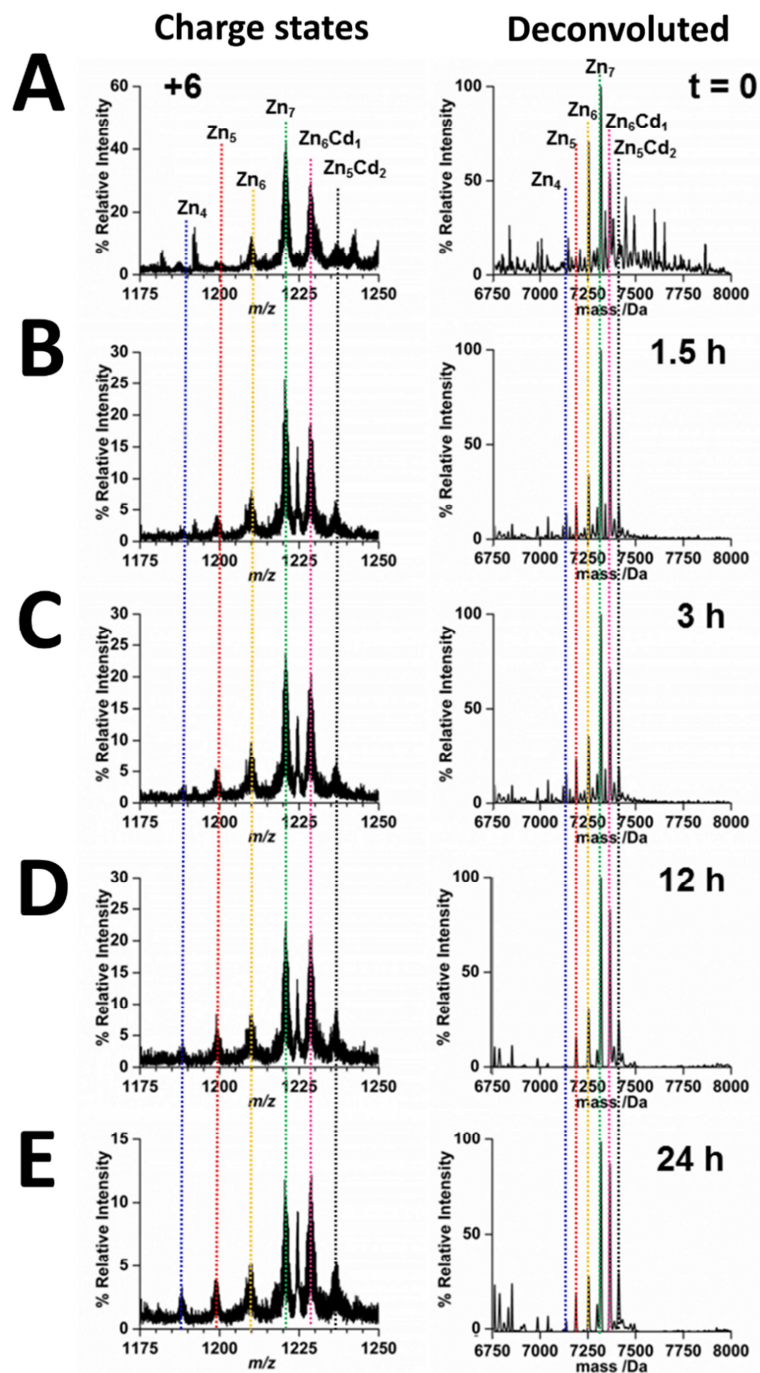 Charge states
Deconvoluted
A
60
40
20
0
% Relative Intensity
+6
Zn4
Zn5
Zn6
Zn7
Zn6Cd1
Zn5Cd2
1175 1200 1225 1250
m/z
100
50
0
% Relative Intensity
t = 0
Zn4
Zn5
Zn6
Zn7
Zn6Cd1
Zn5Cd2
6750 7000 7250 7500 7750 8000
mass /Da
B
30
25
20
15
10
5
0
% Relative Intensity
1175 1200 1225 1250
m/z
100
50
0
% Relative Intensity
1.5 h
6750 7000 7250 7500 7750 8000
mass /Da
C
30
25
20
15
10
5
0
% Relative Intensity
1175 1200 1225 1250
m/z
100
50
0
% Relative Intensity
3 h
6750 7000 7250 7500 7750 8000
mass /Da
D
30
25
20
15
10
5
0
% Relative Intensity
1175 1200 1225 1250
m/z
100
50
0
% Relative Intensity
12 h
6750 7000 7250 7500 7750 8000
mass /Da
E
15
10
5
0
% Relative Intensity
1175 1200 1225 1250
m/z
100
50
0
% Relative Intensity
24 h
6750 7000 7250 7500 7750 8000
mass /Da